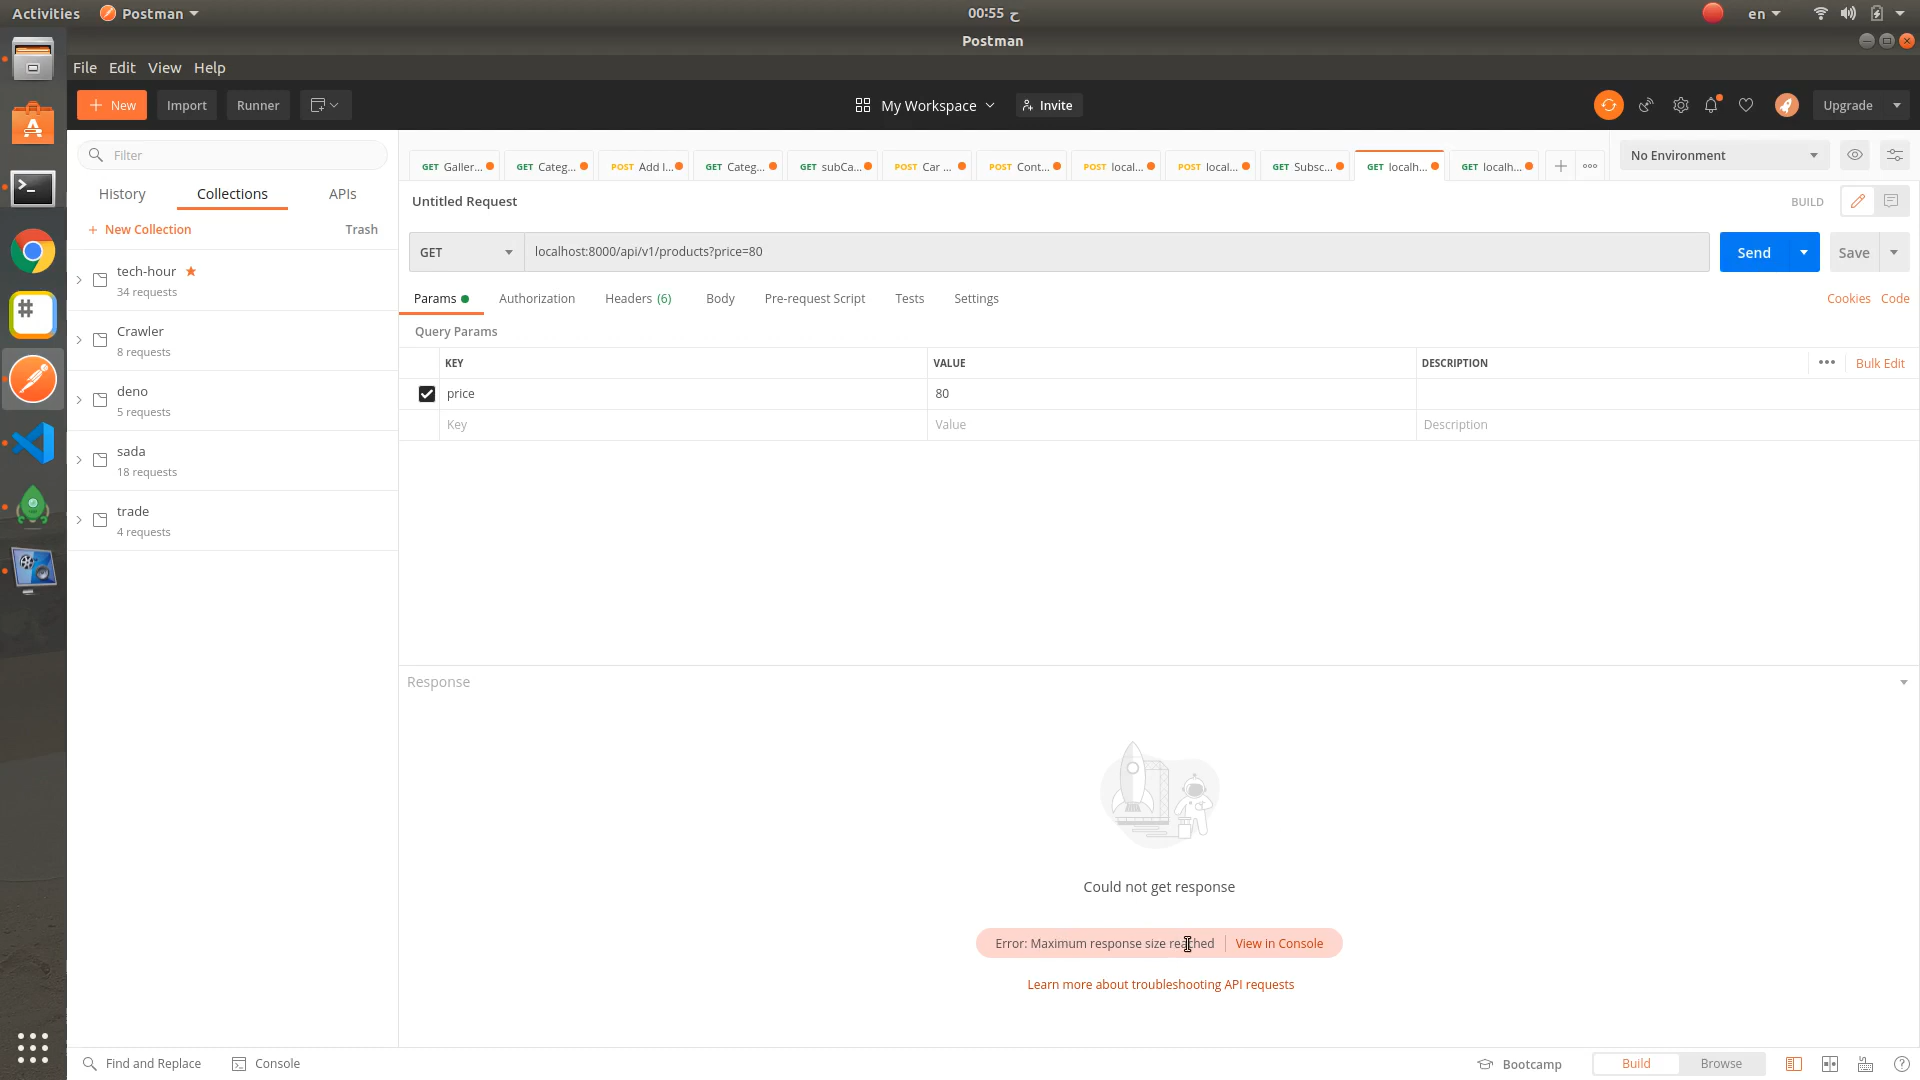 Activities
Postman
00:55 ح
en
Postman
File Edit View Help
New
Import
Runner
My Workspace
Invite
Upgrade
Filter
History
Collections
APIs
+ New Collection
Trash
tech-hour
34 requests
Crawler
8 requests
deno
5 requests
sada
18 requests
trade
4 requests
GET Galler...
GET Categ...
POST Add I...
GET Categ...
GET subCa...
POST Car ...
POST Cont...
POST local...
POST local...
GET Subsc...
GET localh...
GET localh...
No Environment
Untitled Request
BUILD
GET
localhost:8000/api/v1/products?price=80
Send
Save
Params
Authorization
Headers (6)
Body
Pre-request Script
Tests
Settings
Cookies
Code
Query Params
KEY
VALUE
DESCRIPTION
Bulk Edit
price
80
Key
Value
Description
Response
Could not get response
Error: Maximum response size reached
View in Console
Learn more about troubleshooting API requests
Find and Replace
Console
Bootcamp
Build
Browse